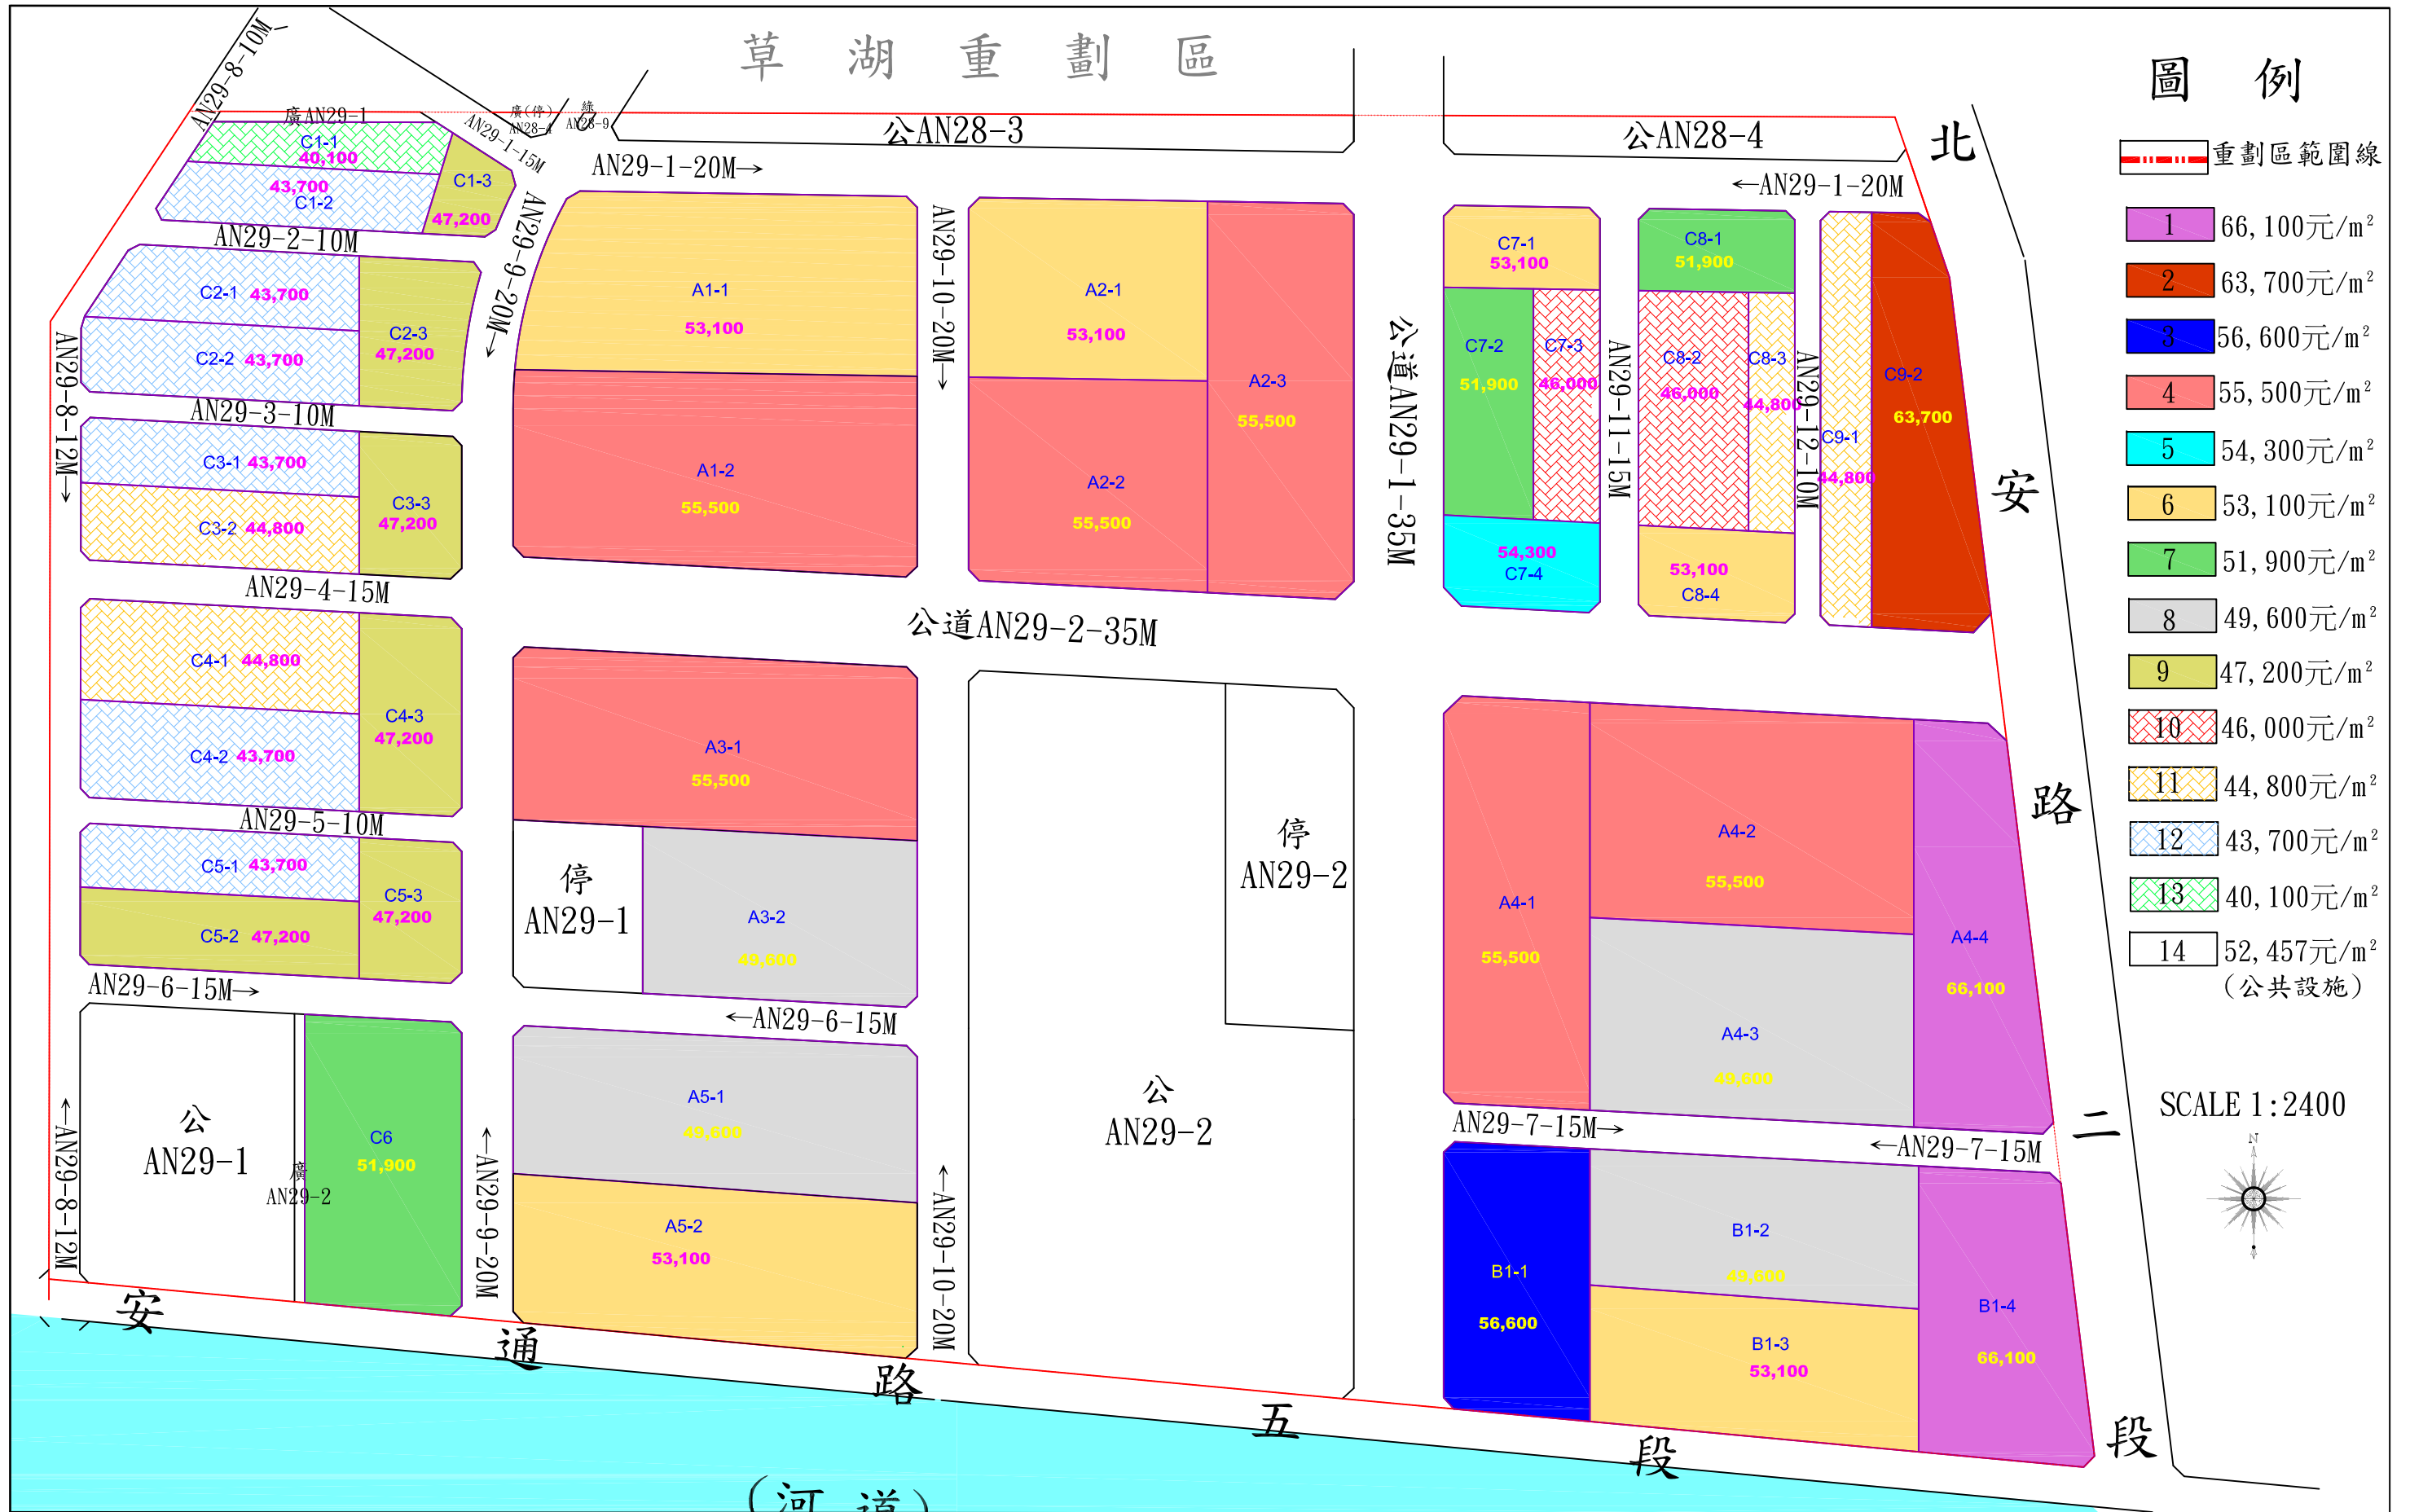 草湖重劃區
圖例
重劃區範圍線
1 66,100元/m²
2 63,700元/m²
3 56,600元/m²
4 55,500元/m²
5 54,300元/m²
6 53,100元/m²
7 51,900元/m²
8 49,600元/m²
9 47,200元/m²
10 46,000元/m²
11 44,800元/m²
12 43,700元/m²
13 40,100元/m²
14 52,457元/m²
(公共設施)
SCALE 1:2400
N
AN29-8-10M
廣AN29-1
AN29-1-15M
廣(停)
AN28-4
綠
AN28-9
公AN28-3
公AN28-4
AN29-1-20M→
←AN29-1-20M
C1-1
40,100
43,700
C1-2
C1-3
47,200
AN29-2-10M
C2-1 43,700
C2-2 43,700
C2-3
47,200
AN29-3-10M
C3-1 43,700
C3-2 44,800
C3-3
47,200
AN29-4-15M
C4-1 44,800
C4-2 43,700
C4-3
47,200
AN29-5-10M
C5-1 43,700
C5-2 47,200
C5-3
47,200
AN29-6-15M→
公
AN29-1
廣
AN29-2
C6
51,900
AN29-8-12M→
←AN29-8-12M
AN29-9-20M→
←AN29-9-20M
A1-1
53,100
A1-2
55,500
AN29-10-20M→
←AN29-10-20M
A2-1
53,100
A2-2
55,500
A2-3
55,500
公道AN29-1-35M
公道AN29-2-35M
C7-1
53,100
C7-2
51,900
C7-3
46,000
54,300
C7-4
AN29-11-15M
C8-1
51,900
C8-2
46,000
C8-3
44,800
53,100
C8-4
AN29-12-10M
C9-1
44,800
C9-2
63,700
A3-1
55,500
停
AN29-1
A3-2
49,600
←AN29-6-15M
A5-1
49,600
A5-2
53,100
停
AN29-2
公
AN29-2
A4-1
55,500
A4-2
55,500
A4-3
49,600
A4-4
66,100
AN29-7-15M→
←AN29-7-15M
B1-1
56,600
B1-2
49,600
B1-3
53,100
B1-4
66,100
北安路二段
安通路五段
(河道)